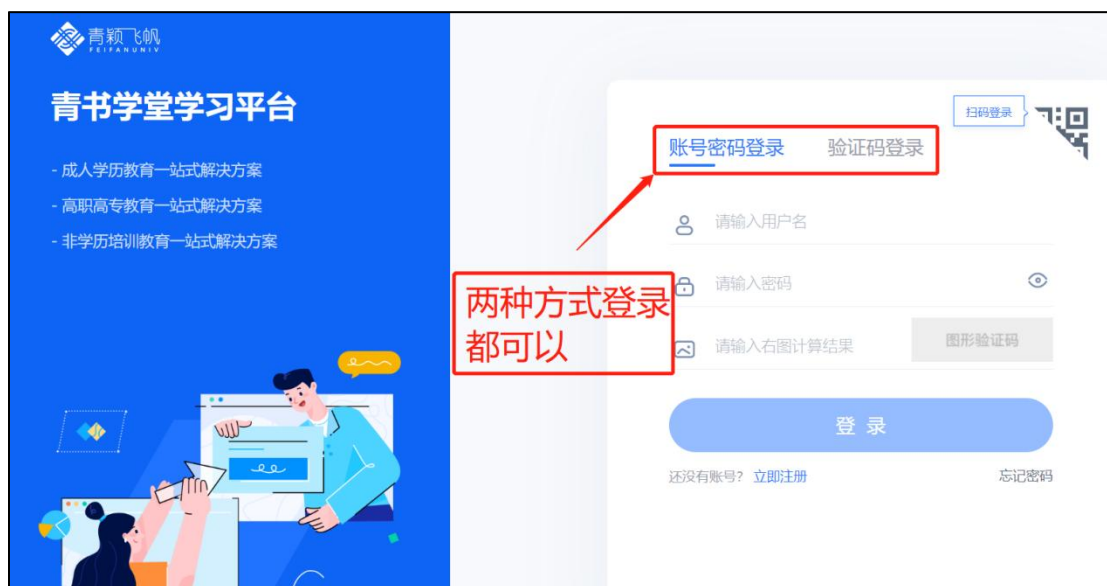 青颖飞帆
FEIFANUNIV
青书学堂学习平台
- 成人学历教育一站式解决方案
- 高职高专教育一站式解决方案
- 非学历培训教育一站式解决方案
扫码登录
账号密码登录 验证码登录
请输入用户名
请输入密码
两种方式登录
都可以
请输入右图计算结果 图形验证码
登 录
还没有账号? 立即注册 忘记密码